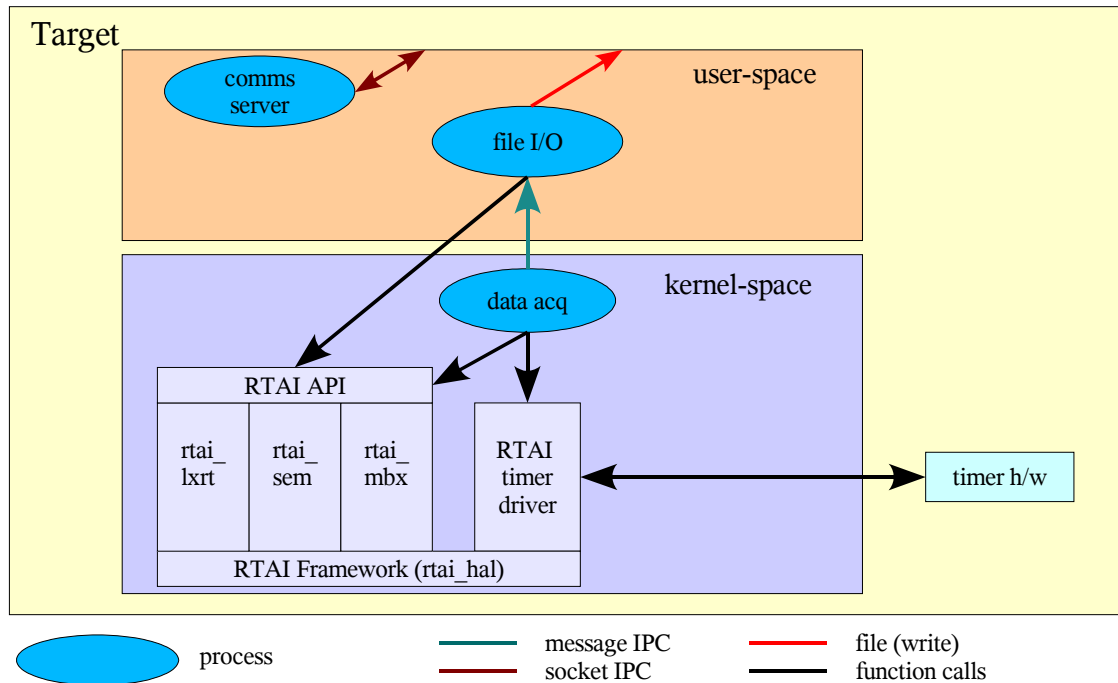 Target
user-space
comms
server
file I/O
kernel-space
data acq
RTAI API
rtai_
lxrt
rtai_
sem
rtai_
mbx
RTAI
timer
driver
timer h/w
RTAI Framework (rtai_hal)
process
message IPC
socket IPC
file (write)
function calls